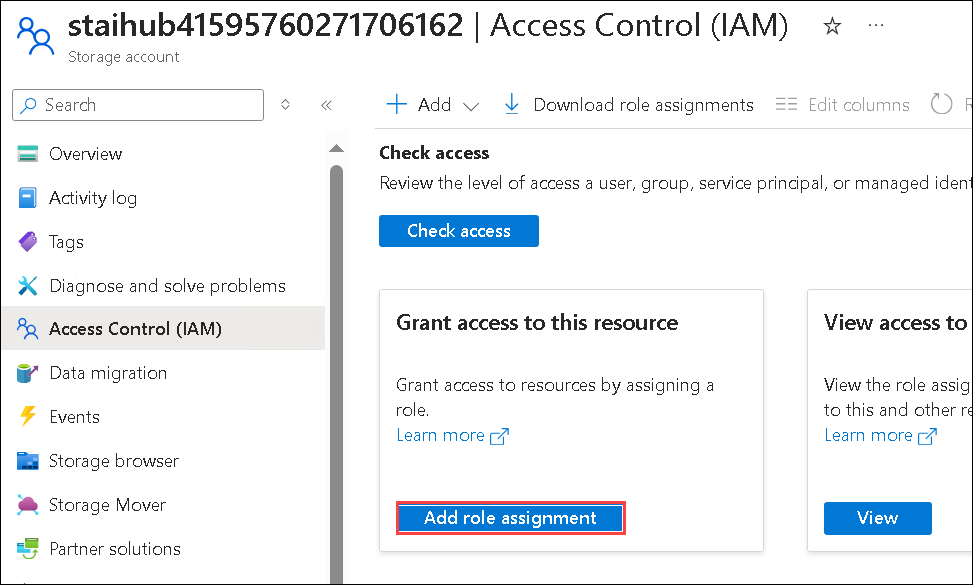 staihub41595760271706162 | Access Control (IAM)
Storage account
Search
Add
Download role assignments
Edit columns
R
Overview
Activity log
Tags
Diagnose and solve problems
Access Control (IAM)
Data migration
Events
Storage browser
Storage Mover
Partner solutions
Check access
Review the level of access a user, group, service principal, or managed ident
Check access
Grant access to this resource
Grant access to resources by assigning a
role.
Learn more
Add role assignment
View access to
View the role assig
to this and other re
Learn more
View